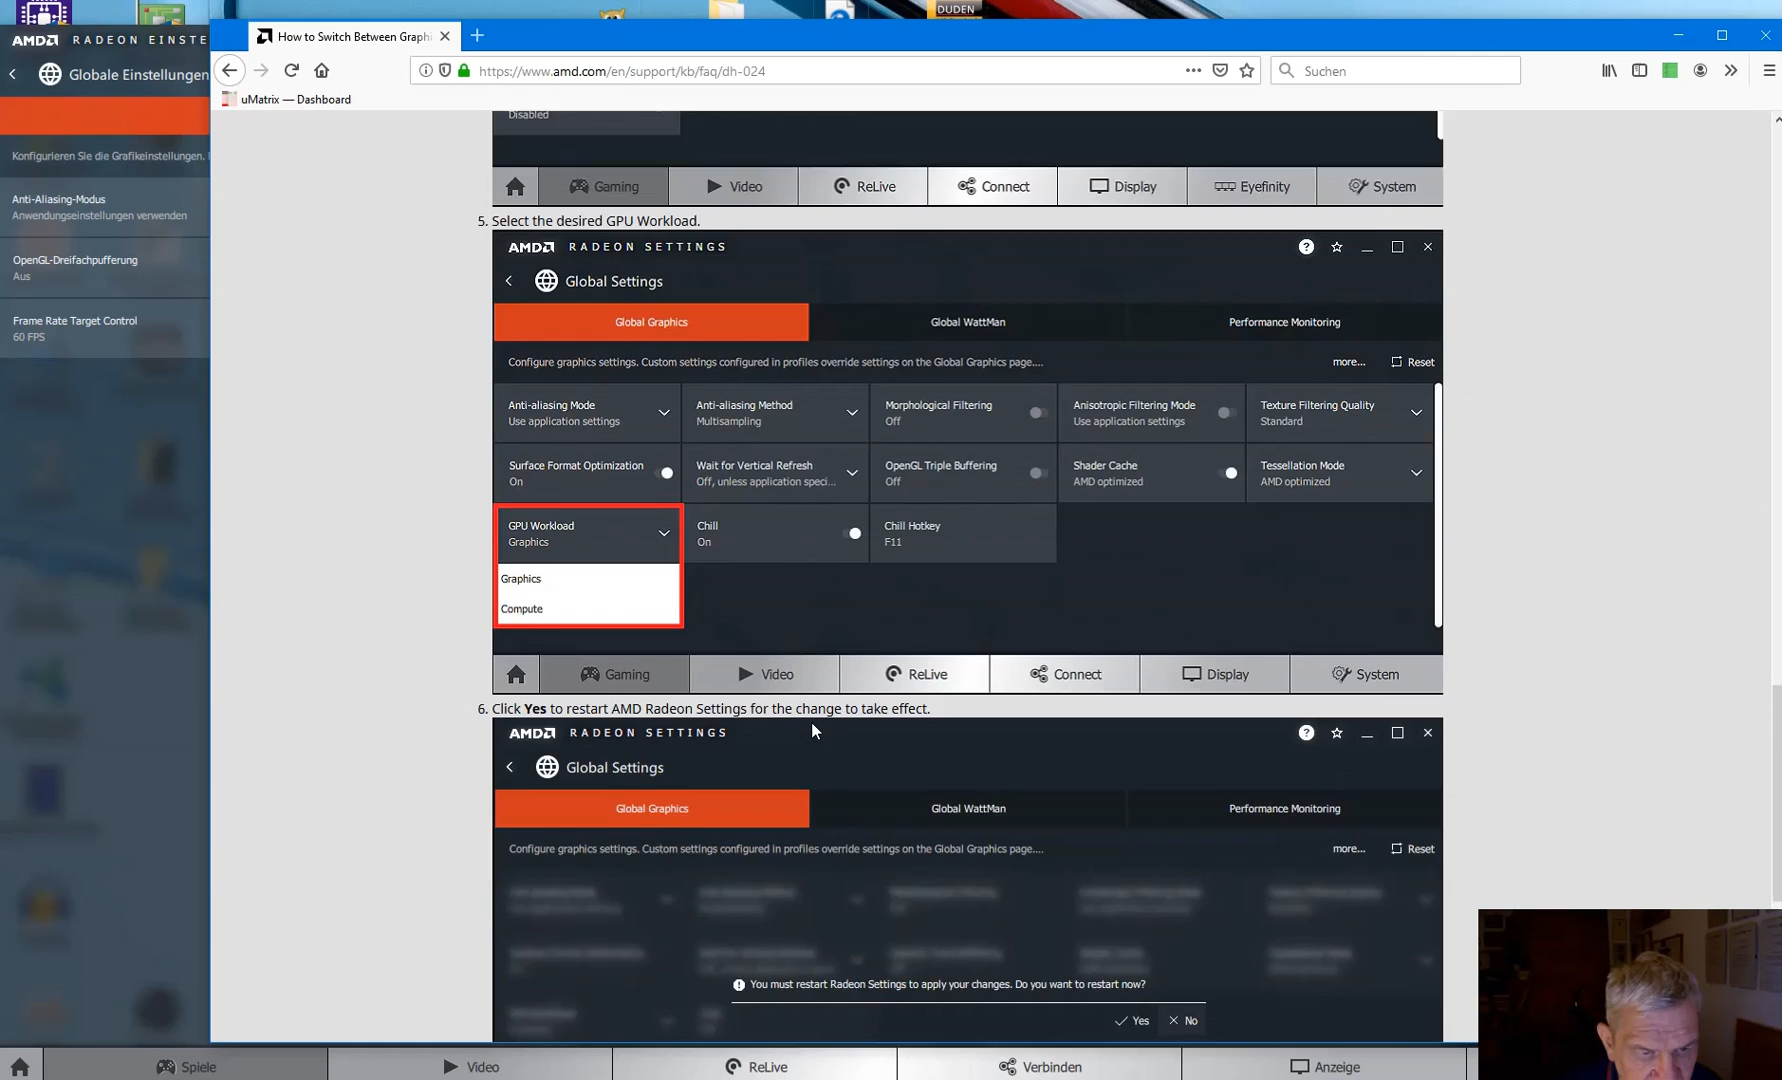 DUDEN
AMD RADEON EINSTE
Globale Einstellungen
Konfigurieren Sie die Grafikeinstellungen.
Anti-Aliasing-Modus
Anwendungseinstellungen verwenden
OpenGL-Dreifachpufferung
Aus
Frame Rate Target Control
60 FPS
How to Switch Between Graphi
https://www.amd.com/en/support/kb/faq/dh-024
Suchen
uMatrix — Dashboard
Disabled
Gaming Video ReLive Connect Display Eyefinity System
5. Select the desired GPU Workload.
AMD RADEON SETTINGS
Global Settings
Global Graphics Global WattMan Performance Monitoring
Configure graphics settings. Custom settings configured in profiles override settings on the Global Graphics page.... more... Reset
Anti-aliasing Mode Anti-aliasing Method Morphological Filtering Anisotropic Filtering Mode Texture Filtering Quality
Use application settings Multisampling Off Use application settings Standard
Surface Format Optimization Wait for Vertical Refresh OpenGL Triple Buffering Shader Cache Tessellation Mode
On Off, unless application speci... Off AMD optimized AMD optimized
GPU Workload Chill Chill Hotkey
Graphics On F11
Graphics
Compute
Gaming Video ReLive Connect Display System
6. Click Yes to restart AMD Radeon Settings for the change to take effect.
AMD RADEON SETTINGS
Global Settings
Global Graphics Global WattMan Performance Monitoring
Configure graphics settings. Custom settings configured in profiles override settings on the Global Graphics page.... more... Reset
You must restart Radeon Settings to apply your changes. Do you want to restart now?
Yes No
Spiele Video ReLive Verbinden Anzeige